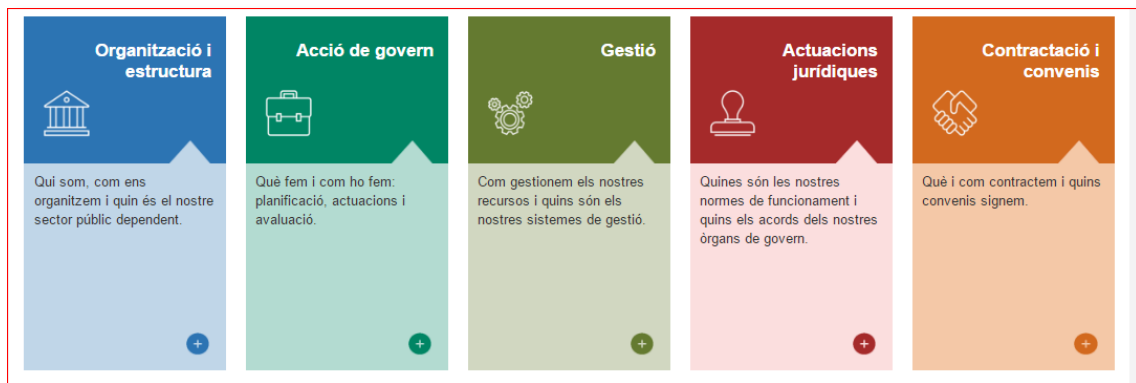 Organització i
estructura
Qui som, com ens
organitzem i quin és el nostre
sector públic dependent.
+
Acció de govern
Què fem i com ho fem:
planificació, actuacions i
avaluació.
+
Gestió
Com gestionem els nostres
recursos i quins són els
nostres sistemes de gestió.
+
Actuacions
jurídiques
Quines són les nostres
normes de funcionament i
quins els acords dels nostres
òrgans de govern.
+
Contractació i
convenis
Què i com contractem i quins
convenis signem.
+